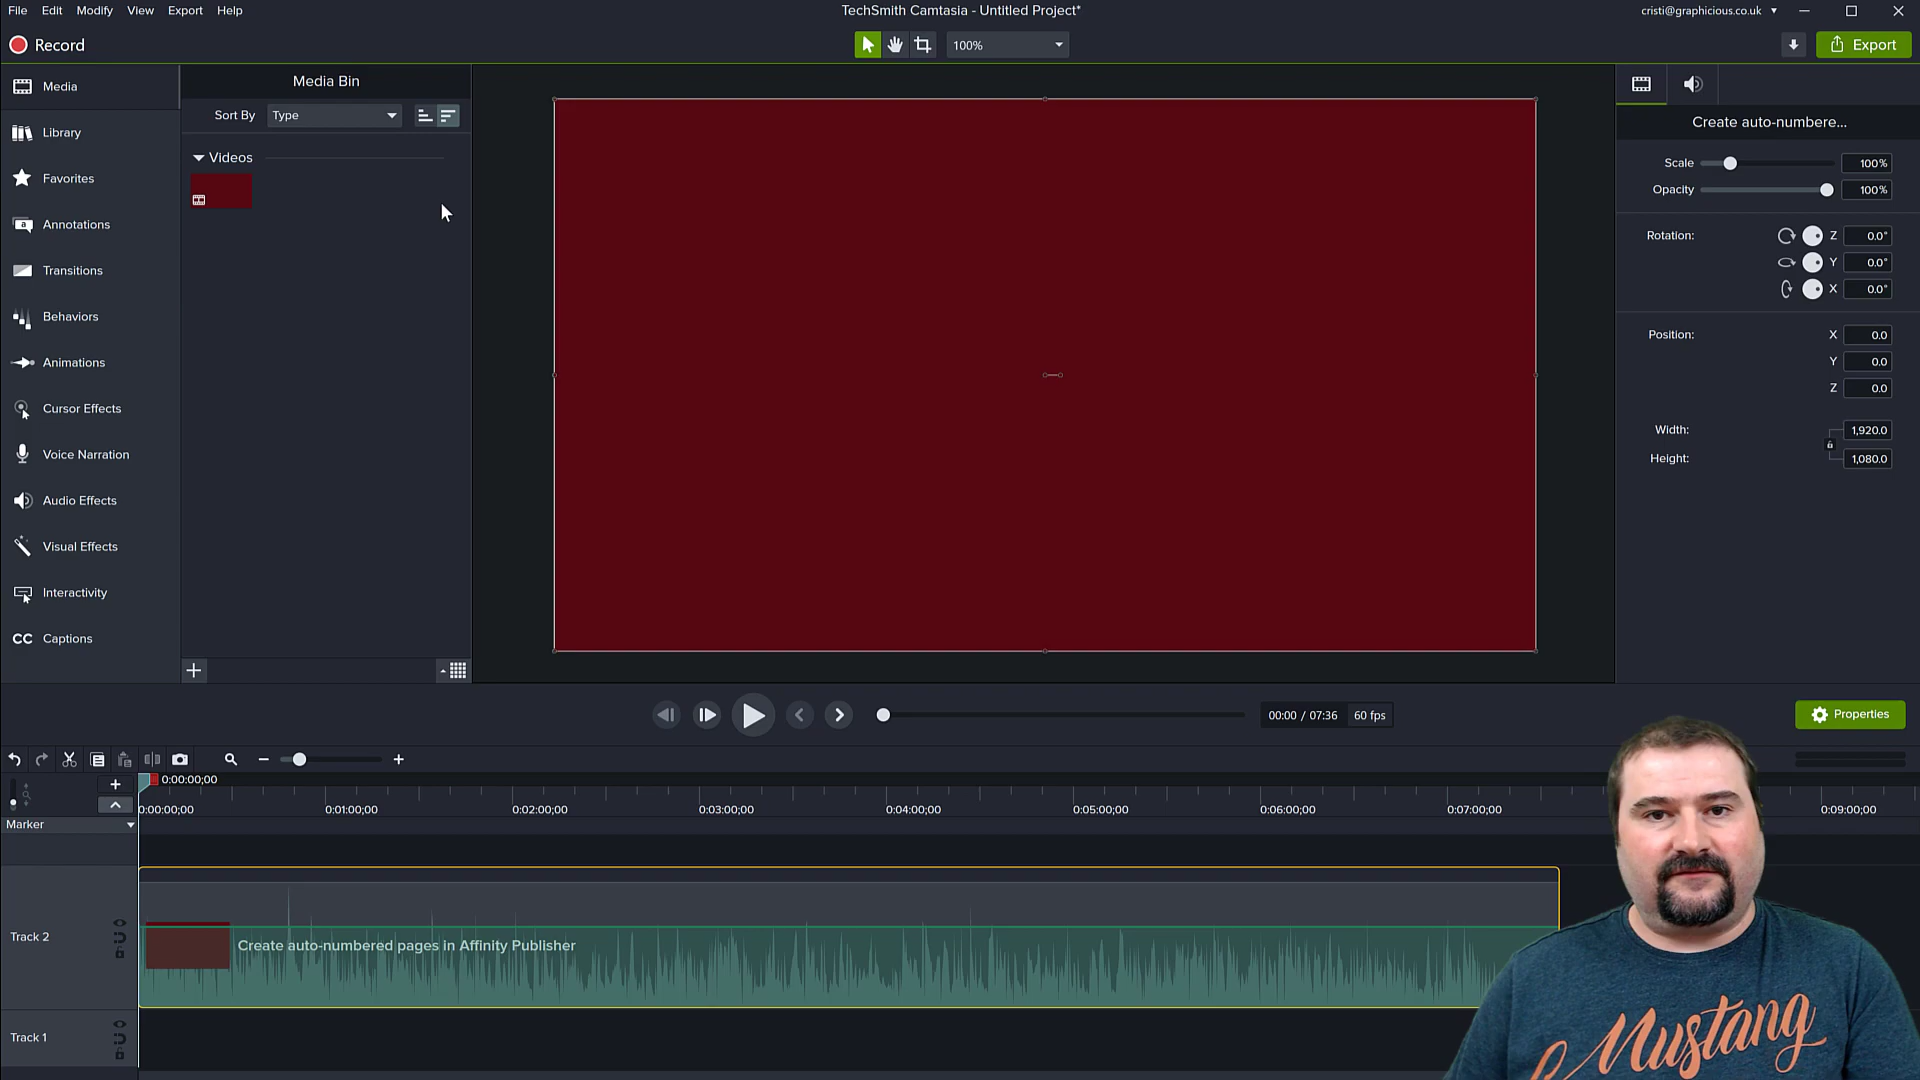 File Edit Modify View Export Help
TechSmith Camtasia - Untitled Project*
cristi@graphicious.co.uk
Record
100%
Export
Media
Library
Favorites
Annotations
Transitions
Behaviors
Animations
Cursor Effects
Voice Narration
Audio Effects
Visual Effects
Interactivity
CC Captions
Media Bin
Sort By Type
Videos
Create auto-numbere...
Scale 100%
Opacity 100%
Rotation: Z 0.0°
Y 0.0°
X 0.0°
Position: X 0.0
Y 0.0
Z 0.0
Width: 1,920.0
Height: 1,080.0
00:00 / 07:36 60 fps
Properties
0:00:00;00
0:00:00;00 0:01:00;00 0:02:00;00 0:03:00;00 0:04:00;00 0:05:00;00 0:06:00;00 0:07:00;00 0:09:00;00
Marker
Track 2
Create auto-numbered pages in Affinity Publisher
Track 1
Mustang